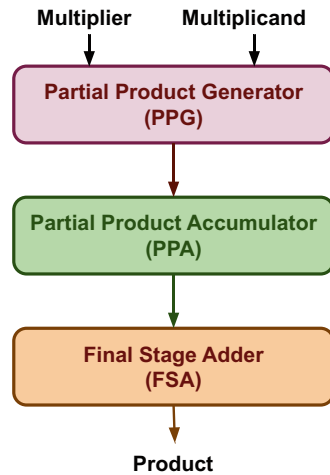 Multiplier Multiplicand
Partial Product Generator
(PPG)
Partial Product Accumulator
(PPA)
Final Stage Adder
(FSA)
Product